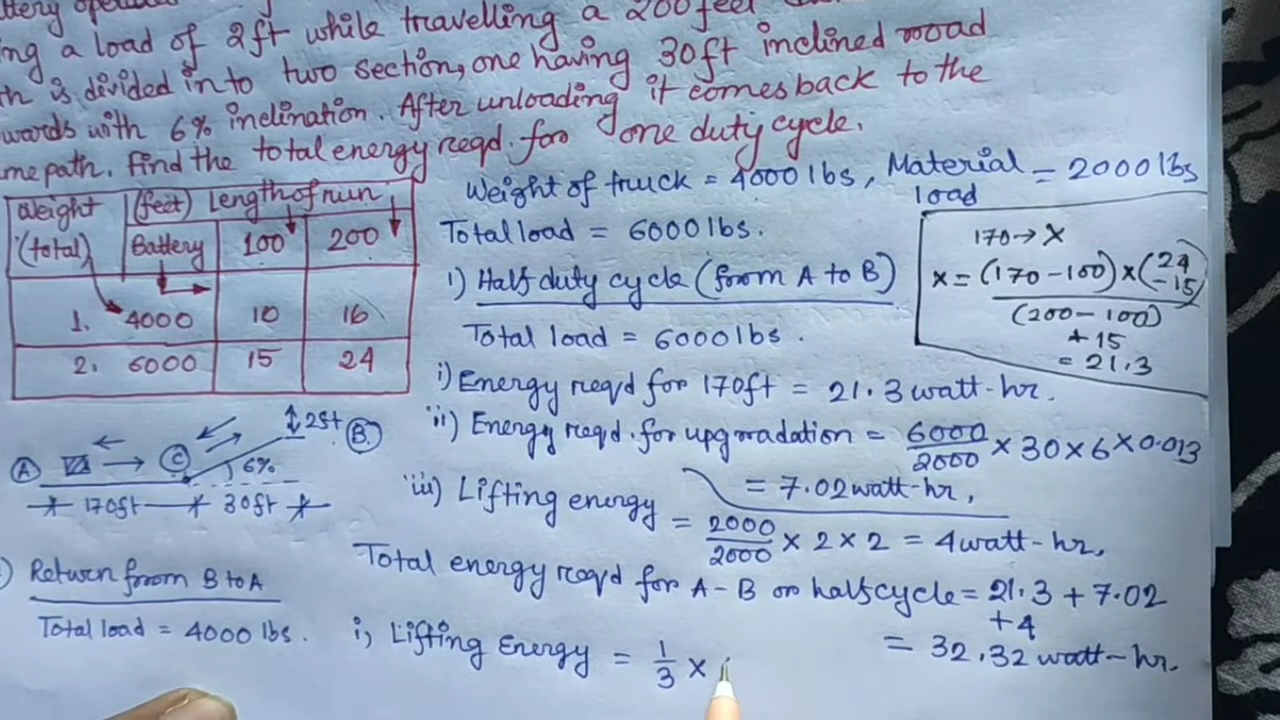 ing a load of 2ft while travelling a 200 feet
th is divided in to two section, one having 30ft inclined road
wards with 6% inclination. After unloading it comes back to the
me path. Find the total energy reqd. for one duty cycle.
Weight (total)
(feet) Length of run
Battery 100 200
1. 4000 10 16
2. 6000 15 24
Weight of truck = 4000 lbs, Material load = 2000 lbs
Total load = 6000 lbs.
1) Half duty cycle (from A to B)
Total load = 6000 lbs.
170 → X
X = (170 - 100) × (24 - 15)
(200 - 100)
+ 15
= 21.3
i) Energy reqd for 170ft = 21.3 watt-hr.
ii) Energy reqd. for upgradation = 6000/2000 × 30 × 6 × 0.013
= 7.02 watt-hr,
iii) Lifting energy = 2000/2000 × 2 × 2 = 4 watt-hr,
Total energy reqd for A-B or half cycle = 21.3 + 7.02
+ 4
= 32.32 watt-hr.
A C 6% 2ft B
170ft 30ft
) Return from B to A
Total load = 4000 lbs.
i, Lifting Energy = 1/3 ×